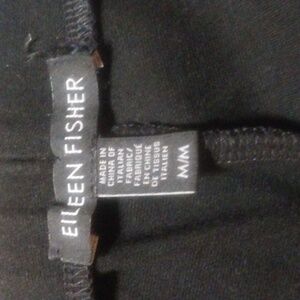 EILEEN FISHER
MADE IN
CHINA OF
ITALIAN
FABRIC/
FABRIQUÉ
EN CHINE
DE TISSUS
ITALIEN
M/M